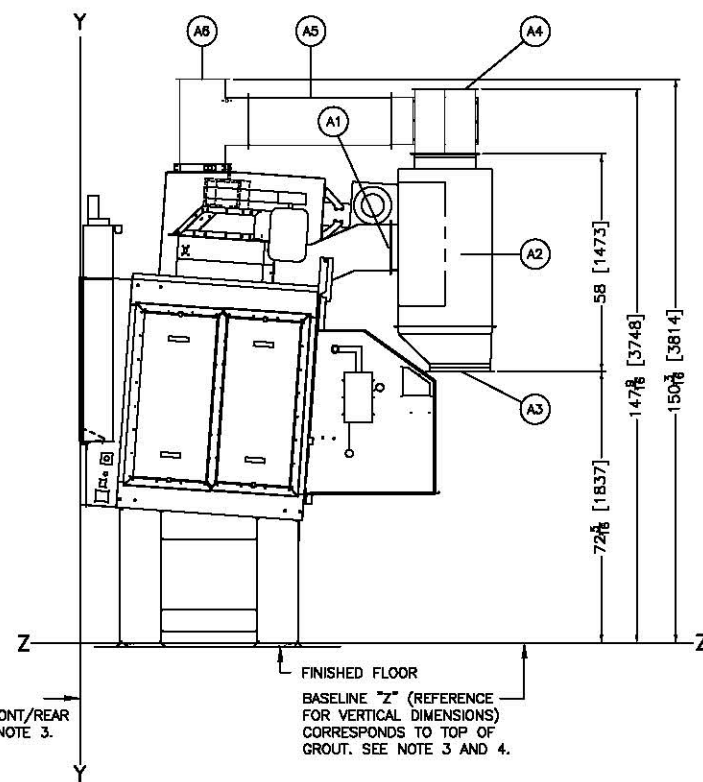 Y
A6
A5
A4
A1
A2
A3
58 [1473]
72 5/16 [1837]
147 9/16 [3748]
150 3/16 [3814]
X
Z
Z
FINISHED FLOOR
BASELINE "Z" (REFERENCE
FOR VERTICAL DIMENSIONS)
CORRESPONDS TO TOP OF
GROUT. SEE NOTE 3 AND 4.
ONT/REAR
NOTE 3.
Y